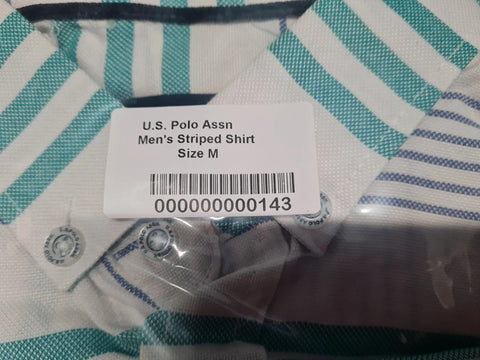 U.S. Polo Assn
Men's Striped Shirt
Size M
000000000143